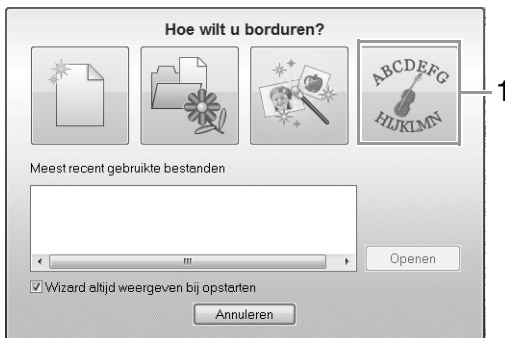 Hoe wilt u borduren?
ABCDEFG
HIJKLMN
1
Meest recent gebruikte bestanden
Openen
Wizard altijd weergeven bij opstarten
Annuleren